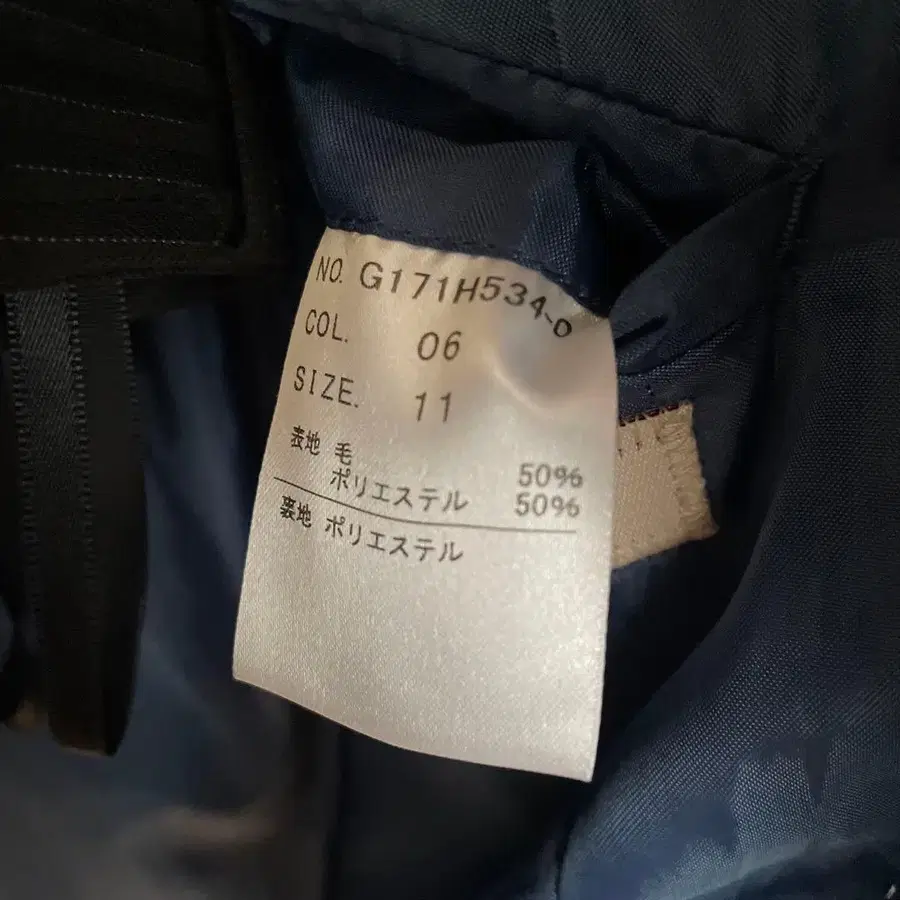 NO. G171H534-0
COL. 06
SIZE. 11
表地 毛 50%
ポリエステル 50%
裏地 ポリエステル